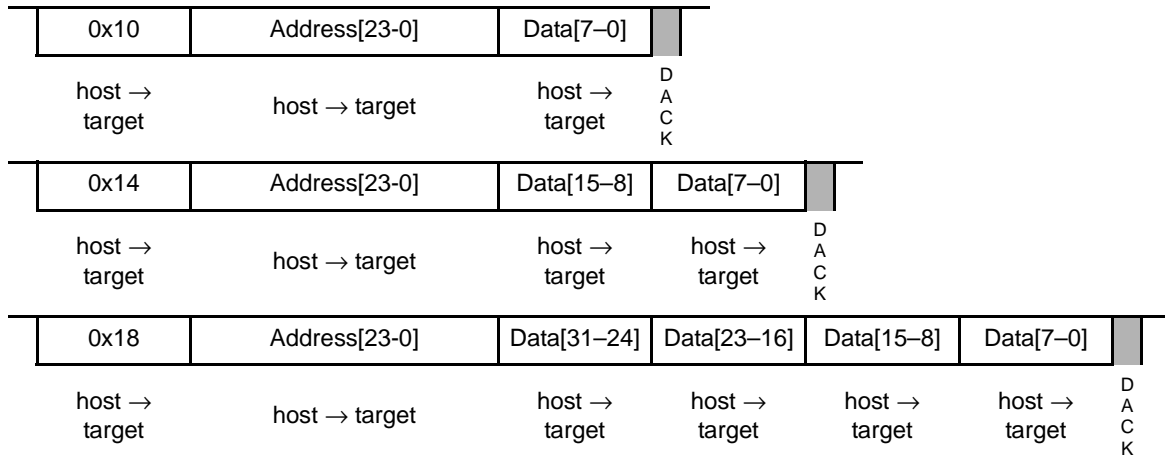 0x10 Address[23-0] Data[7–0]
host → target host → target host → target DACK
0x14 Address[23-0] Data[15–8] Data[7–0]
host → target host → target host → target host → target DACK
0x18 Address[23-0] Data[31–24] Data[23–16] Data[15–8] Data[7–0]
host → target host → target host → target host → target host → target host → target DACK